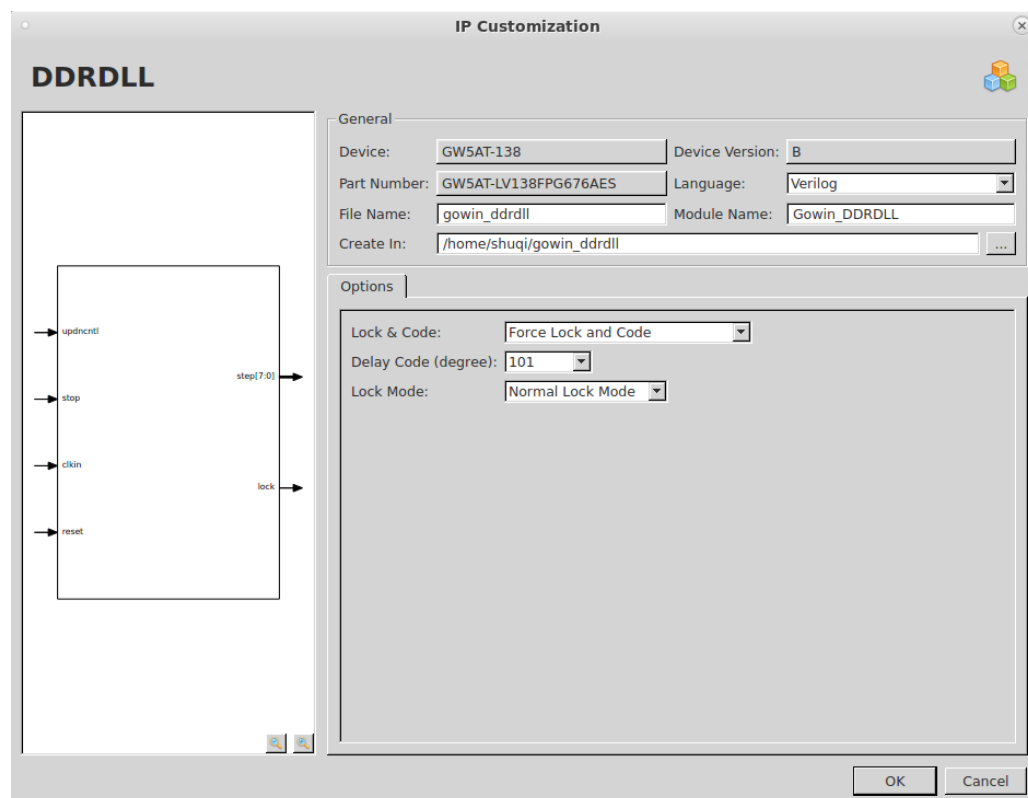 IP Customization
DDRDLL
General
Device: GW5AT-138 Device Version: B
Part Number: GW5AT-LV138FPG676AES Language: Verilog
File Name: gowin_ddrdll Module Name: Gowin_DDRDLL
Create In: /home/shuqi/gowin_ddrdll ...
Options
Lock & Code: Force Lock and Code
Delay Code (degree): 101
Lock Mode: Normal Lock Mode
updncntl
step[7:0]
stop
clkin
lock
reset
OK Cancel